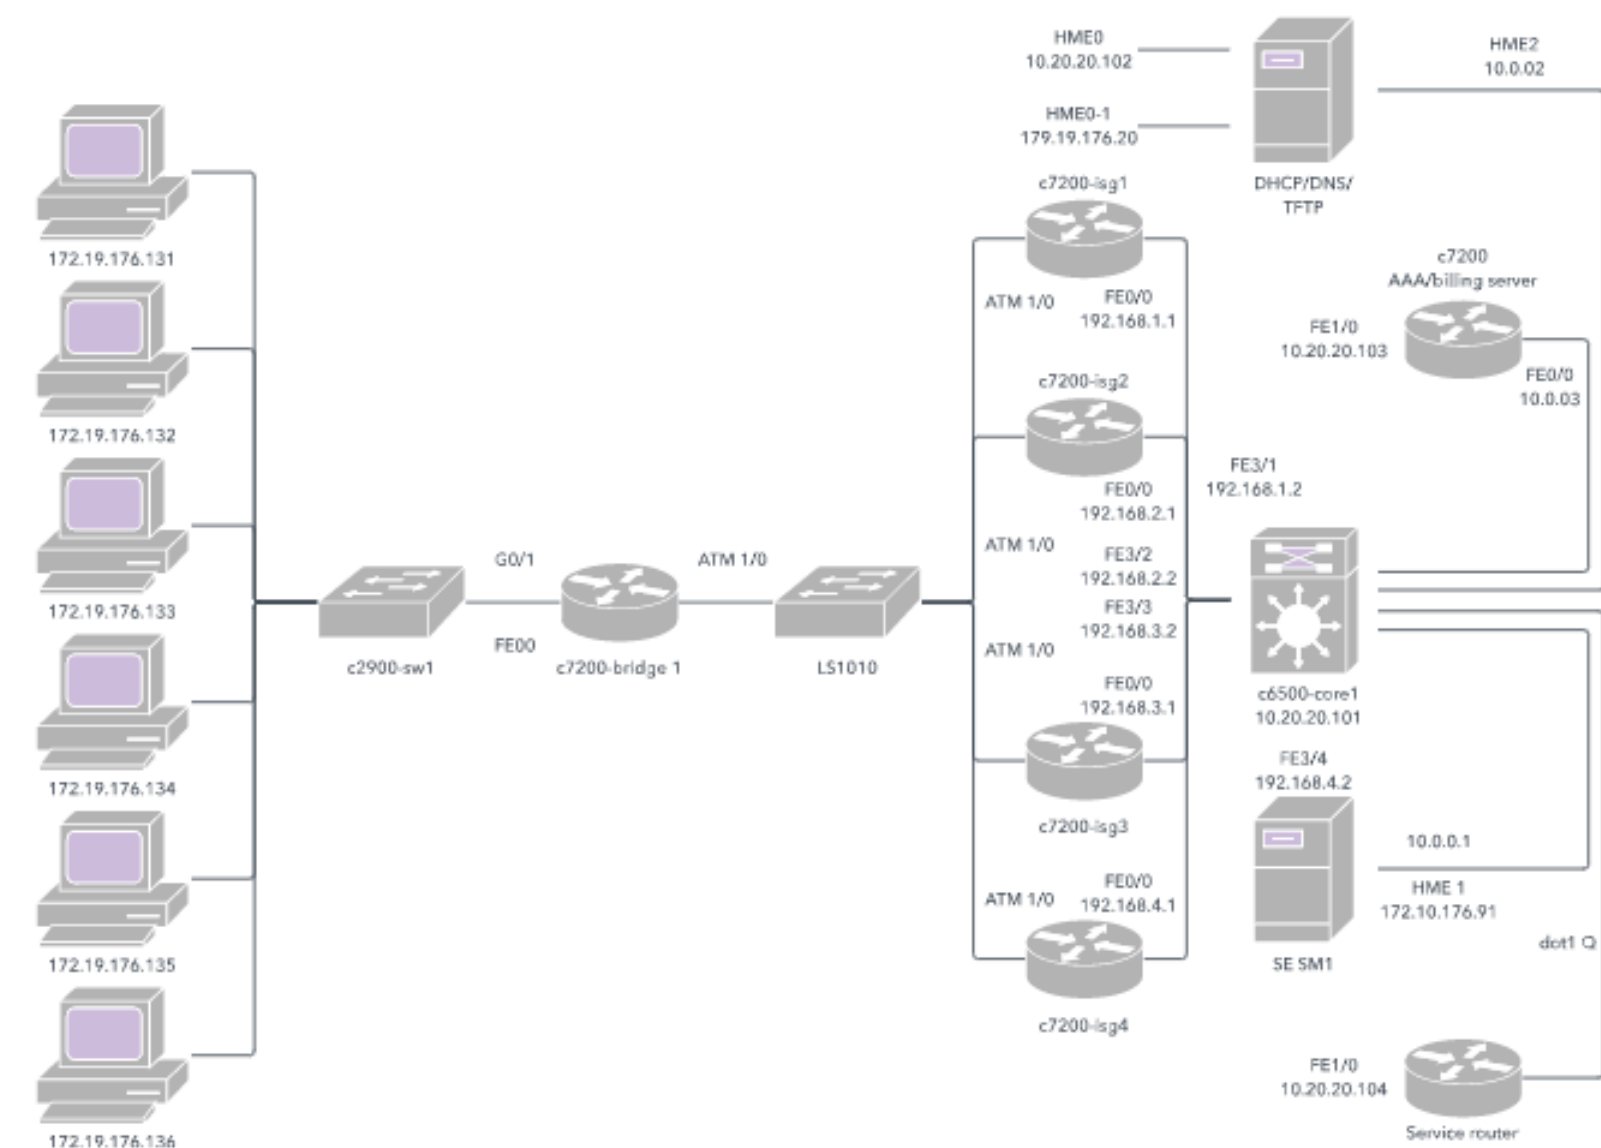 HME0
10.20.20.102
HME2
10.0.02
HME0-1
179.19.176.20
c7200-isg1
DHCP/DNS/
TFTP
172.19.176.131
c7200
AAA/billing server
ATM 1/0
FE0/0
192.168.1.1
FE1/0
10.20.20.103
FE0/0
10.0.03
c7200-isg2
172.19.176.132
FE3/1
192.168.1.2
FE0/0
192.168.2.1
ATM 1/0
FE3/2
192.168.2.2
G0/1
ATM 1/0
172.19.176.133
FE3/3
192.168.3.2
FE00
ATM 1/0
c2900-sw1
c7200-bridge 1
LS1010
FE0/0
192.168.3.1
c6500-core1
10.20.20.101
172.19.176.134
FE3/4
192.168.4.2
c7200-isg3
10.0.0.1
ATM 1/0
FE0/0
192.168.4.1
HME 1
172.10.176.91
dot1 Q
172.19.176.135
SE SM1
c7200-isg4
FE1/0
10.20.20.104
Service router
172.19.176.136